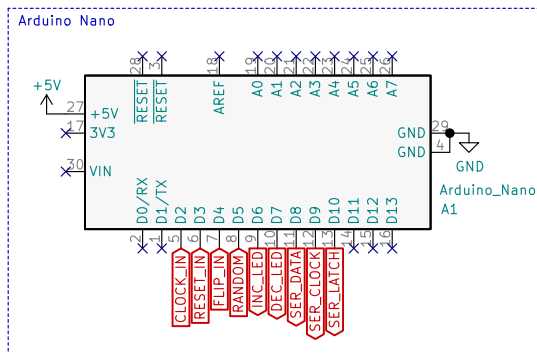 Arduino Nano
28 3 18 19 20 21 22 23 24 25 26
RESET RESET AREF A0 A1 A2 A3 A4 A5 A6 A7
+5V
27 +5V
17 3V3
30 VIN
GND 29
GND 4
GND
Arduino_Nano
A1
D0/RX D1/TX D2 D3 D4 D5 D6 D7 D8 D9 D10 D11 D12 D13
2 1 5 6 7 8 9 10 11 12 13 14 15 16
CLOCK_IN RESET_IN FLIP_IN RANDOM INC_LED DEC_LED SER_DATA SER_CLOCK SER_LATCH